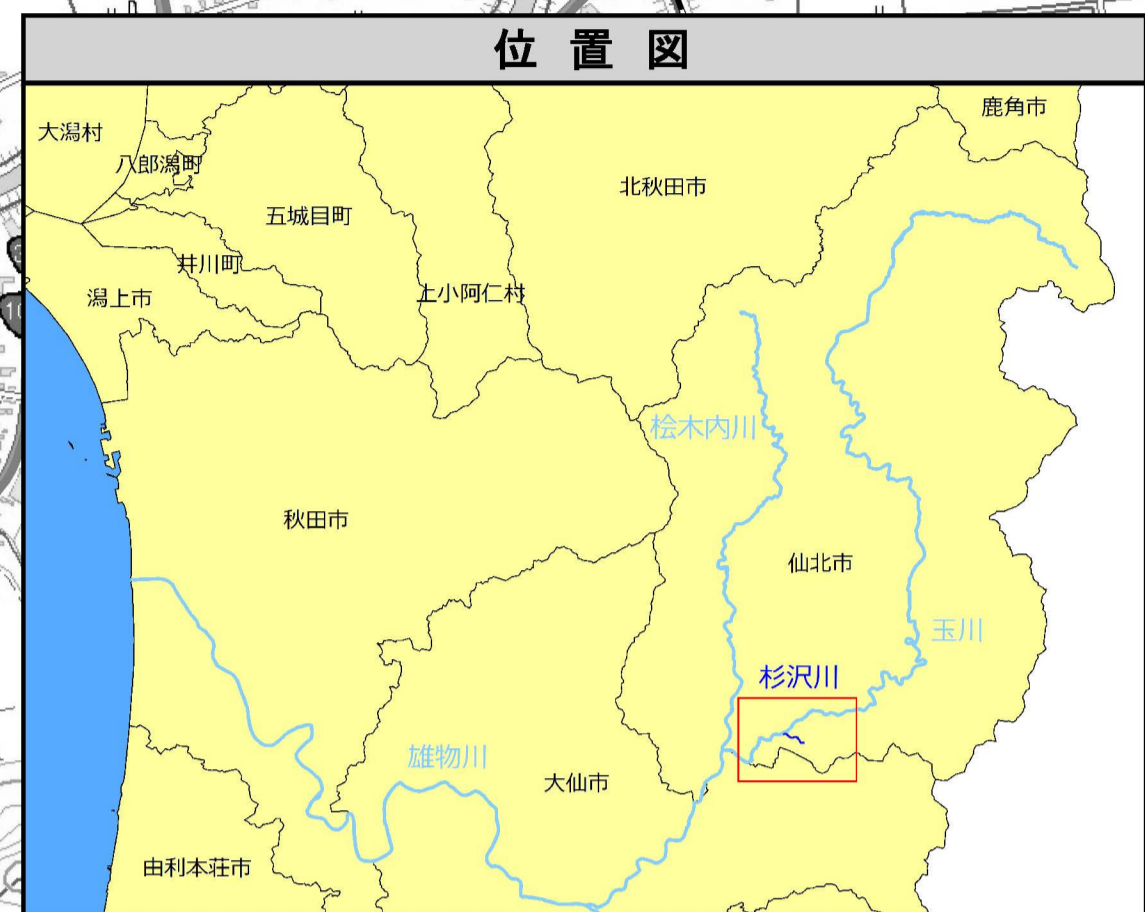 位置図
鹿角市
大潟村
八郎潟町
北秋田市
五城目町
井川町
上小阿仁村
潟上市
桧木内川
秋田市
仙北市
玉川
杉沢川
雄物川
大仙市
由利本荘市